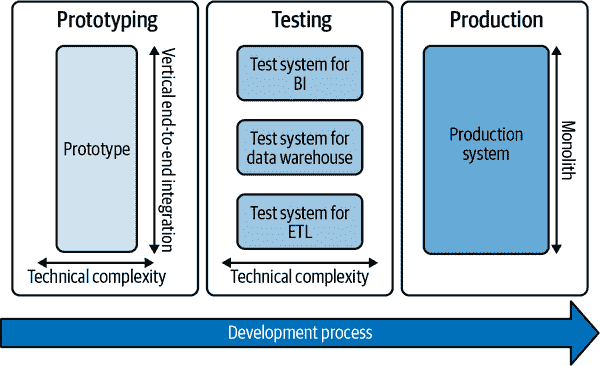 Prototyping
Vertical end-to-end integration
Prototype
Technical complexity
Testing
Test system for
BI
Test system for
data warehouse
Test system for
ETL
Technical complexity
Production
Production
system
Monolith
Development process